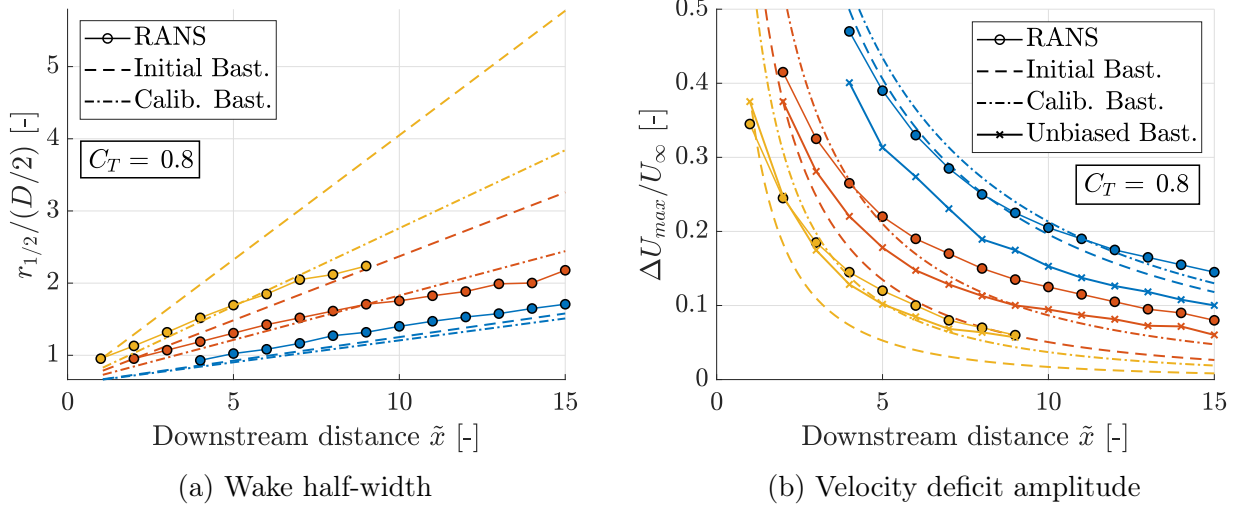 RANS
Initial Bast.
Calib. Bast.
C_T = 0.8
r_{1/2}/(D/2) [-]
5
4
3
2
1
0
5
10
15
Downstream distance x̃ [-]
(a) Wake half-width
RANS
Initial Bast.
Calib. Bast.
Unbiased Bast.
C_T = 0.8
ΔU_{max}/U_∞ [-]
0.5
0.4
0.3
0.2
0.1
0
0
5
10
15
Downstream distance x̃ [-]
(b) Velocity deficit amplitude